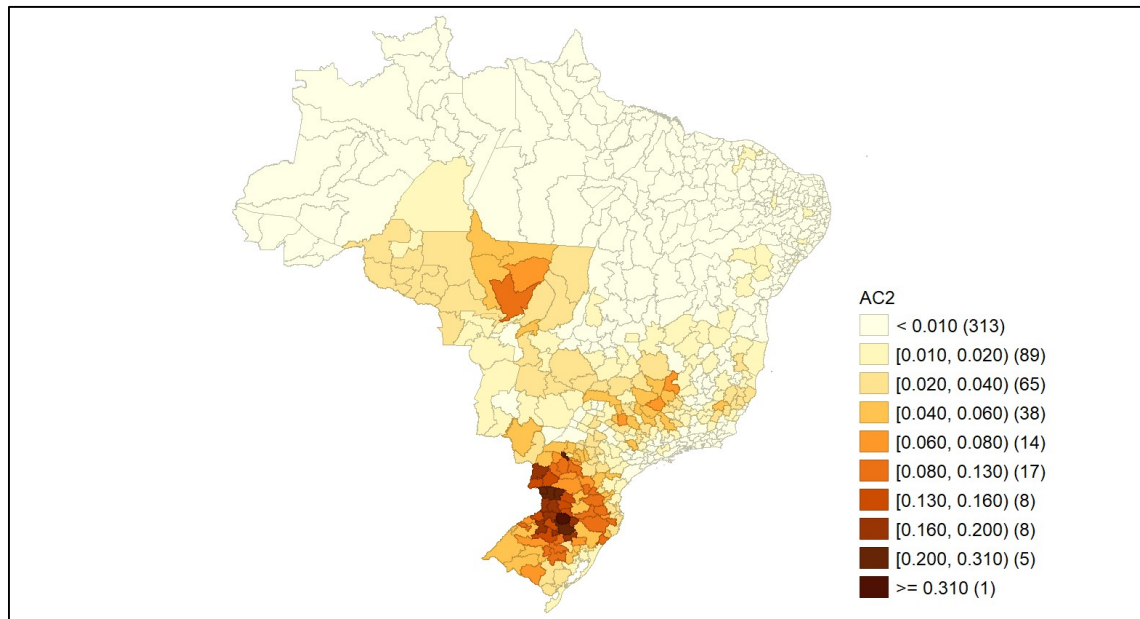 AC2
< 0.010 (313)
[0.010, 0.020) (89)
[0.020, 0.040) (65)
[0.040, 0.060) (38)
[0.060, 0.080) (14)
[0.080, 0.130) (17)
[0.130, 0.160) (8)
[0.160, 0.200) (8)
[0.200, 0.310) (5)
>= 0.310 (1)